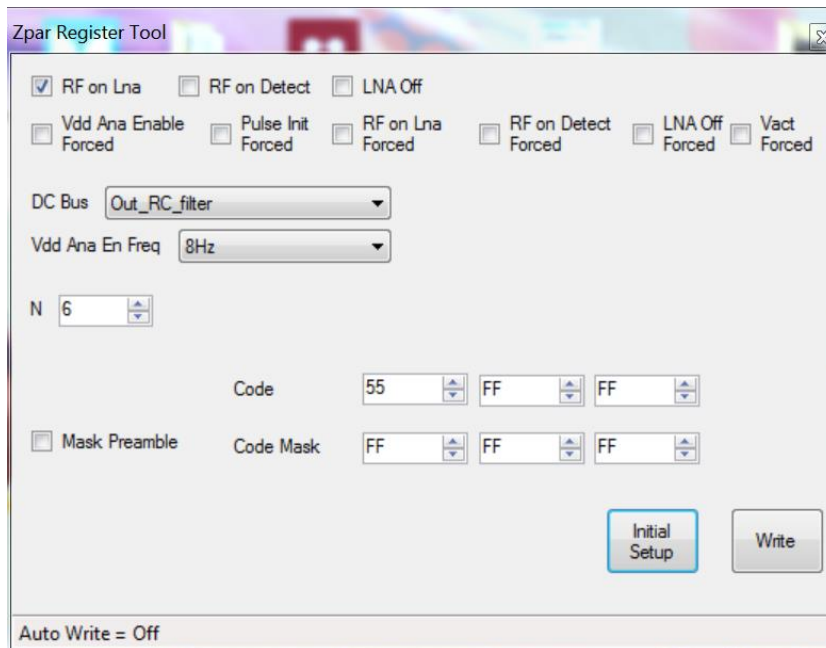 Zpar Register Tool
RF on Lna RF on Detect LNA Off
Vdd Ana Enable Forced Pulse Init Forced RF on Lna Forced RF on Detect Forced LNA Off Forced Vact Forced
DC Bus Out_RC_filter
Vdd Ana En Freq 8Hz
N 6
Code 55 FF FF
Mask Preamble Code Mask FF FF FF
Initial Setup Write
Auto Write = Off